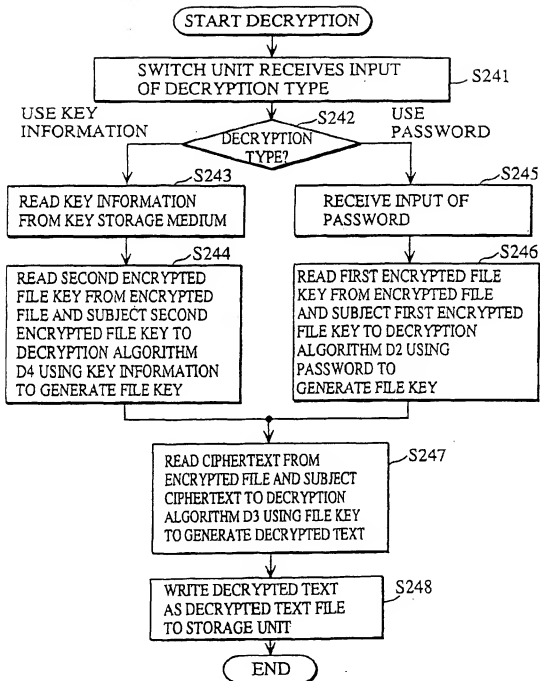 START DECRYPTION
SWITCH UNIT RECEIVES INPUT
OF DECRYPTION TYPE
S241
USE KEY
INFORMATION
S242
DECRYPTION
TYPE?
USE
PASSWORD
S243
READ KEY INFORMATION
FROM KEY STORAGE MEDIUM
S245
RECEIVE INPUT OF
PASSWORD
S244
READ SECOND ENCRYPTED
FILE KEY FROM ENCRYPTED
FILE AND SUBJECT SECOND
ENCRYPTED FILE KEY TO
DECRYPTION ALGORITHM
D4 USING KEY INFORMATION
TO GENERATE FILE KEY
S246
READ FIRST ENCRYPTED FILE
KEY FROM ENCRYPTED FILE
AND SUBJECT FIRST ENCRYPTED
FILE KEY TO DECRYPTION
ALGORITHM D2 USING
PASSWORD TO
GENERATE FILE KEY
S247
READ CIPHERTEXT FROM
ENCRYPTED FILE AND SUBJECT
CIPHERTEXT TO DECRYPTION
ALGORITHM D3 USING FILE KEY
TO GENERATE DECRYPTED TEXT
S248
WRITE DECRYPTED TEXT
AS DECRYPTED TEXT FILE
TO STORAGE UNIT
END